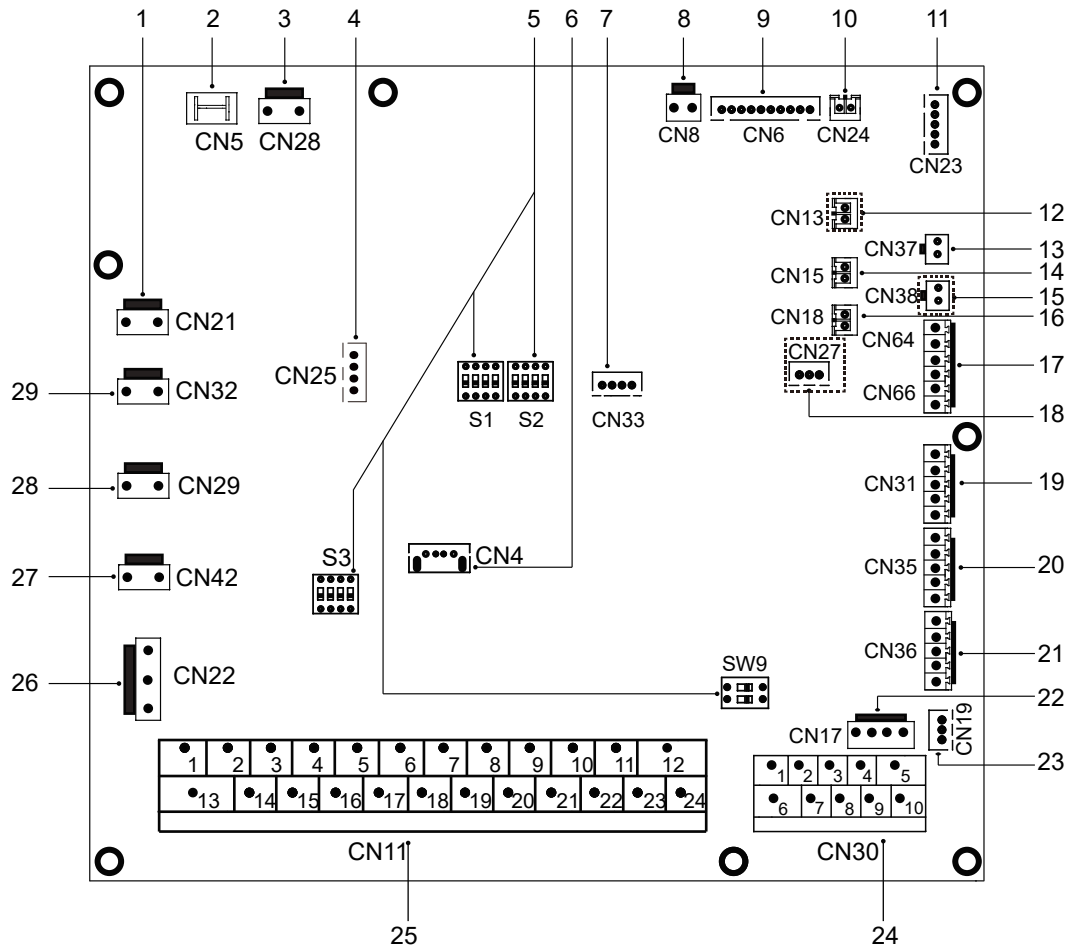 1 2 3 4 5 6 7 8 9 10 11
CN5 CN28 CN8 CN6 CN24 CN23
CN13 12
CN37 13
CN15 14
CN38 15
CN18 16
CN21 CN64
CN27 17
CN25 CN66
29 CN32 S1 S2 CN33 18
28 CN29 CN31 19
S3 CN4 CN35 20
27 CN42
CN36 21
26 CN22 SW9
22
CN17 CN19
23
1 2 3 4 5 6 7 8 9 10 11 12
13 14 15 16 17 18 19 20 21 22 23 24
1 2 3 4 5
6 7 8 9 10
CN11 CN30
25 24